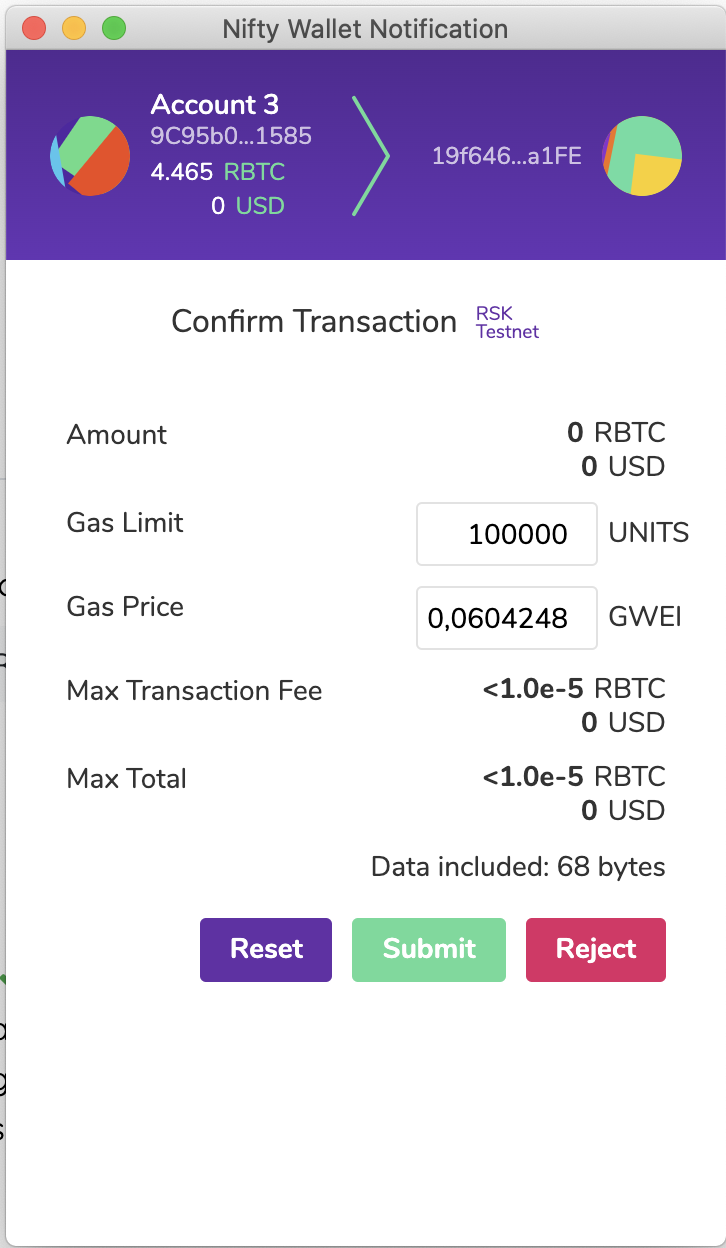 Nifty Wallet Notification
Account 3
9C95b0...1585
4.465 RBTC
0 USD
19f646...a1FE
Confirm Transaction
RSK
Testnet
Amount
0 RBTC
0 USD
Gas Limit
100000 UNITS
Gas Price
0,0604248 GWEI
Max Transaction Fee
<1.0e-5 RBTC
0 USD
Max Total
<1.0e-5 RBTC
0 USD
Data included: 68 bytes
Reset
Submit
Reject